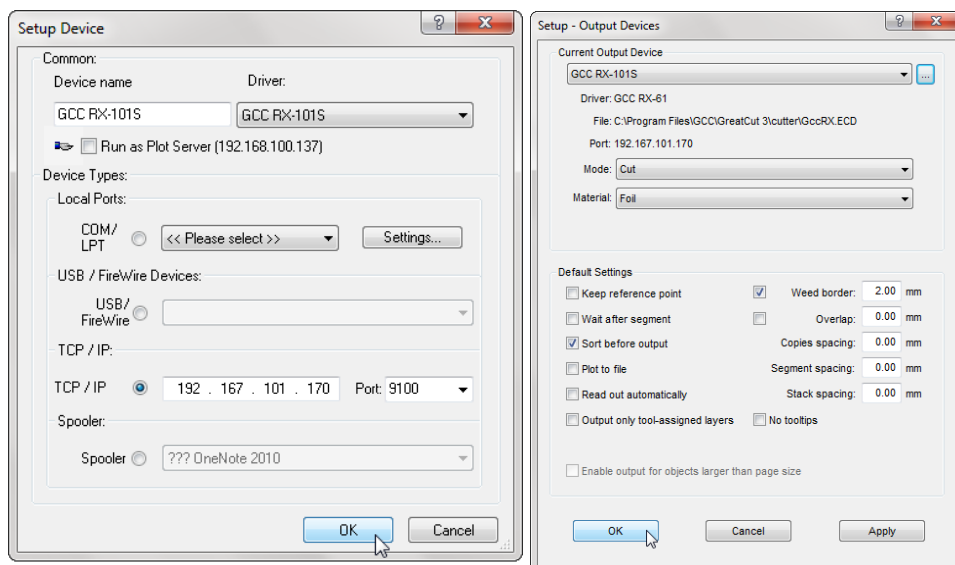 Setup Device
Common:
Device name Driver:
GCC RX-101S GCC RX-101S
Run as Plot Server (192.168.100.137)
Device Types:
Local Ports:
COM/
LPT << Please select >> Settings...
USB / FireWire Devices:
USB/
FireWire
TCP / IP:
TCP / IP 192 . 167 . 101 . 170 Port: 9100
Spooler:
Spooler ??? OneNote 2010
OK Cancel
Setup - Output Devices
Current Output Device
GCC RX-101S ...
Driver: GCC RX-61
File: C:\Program Files\GCC\GreatCut 3\cutter\GccRX.ECD
Port: 192.167.101.170
Mode: Cut
Material: Foil
Default Settings
Keep reference point Weed border: 2.00 mm
Wait after segment Overlap: 0.00 mm
Sort before output Copies spacing: 0.00 mm
Plot to file Segment spacing: 0.00 mm
Read out automatically Stack spacing: 0.00 mm
Output only tool-assigned layers No tooltips
Enable output for objects larger than page size
OK Cancel Apply